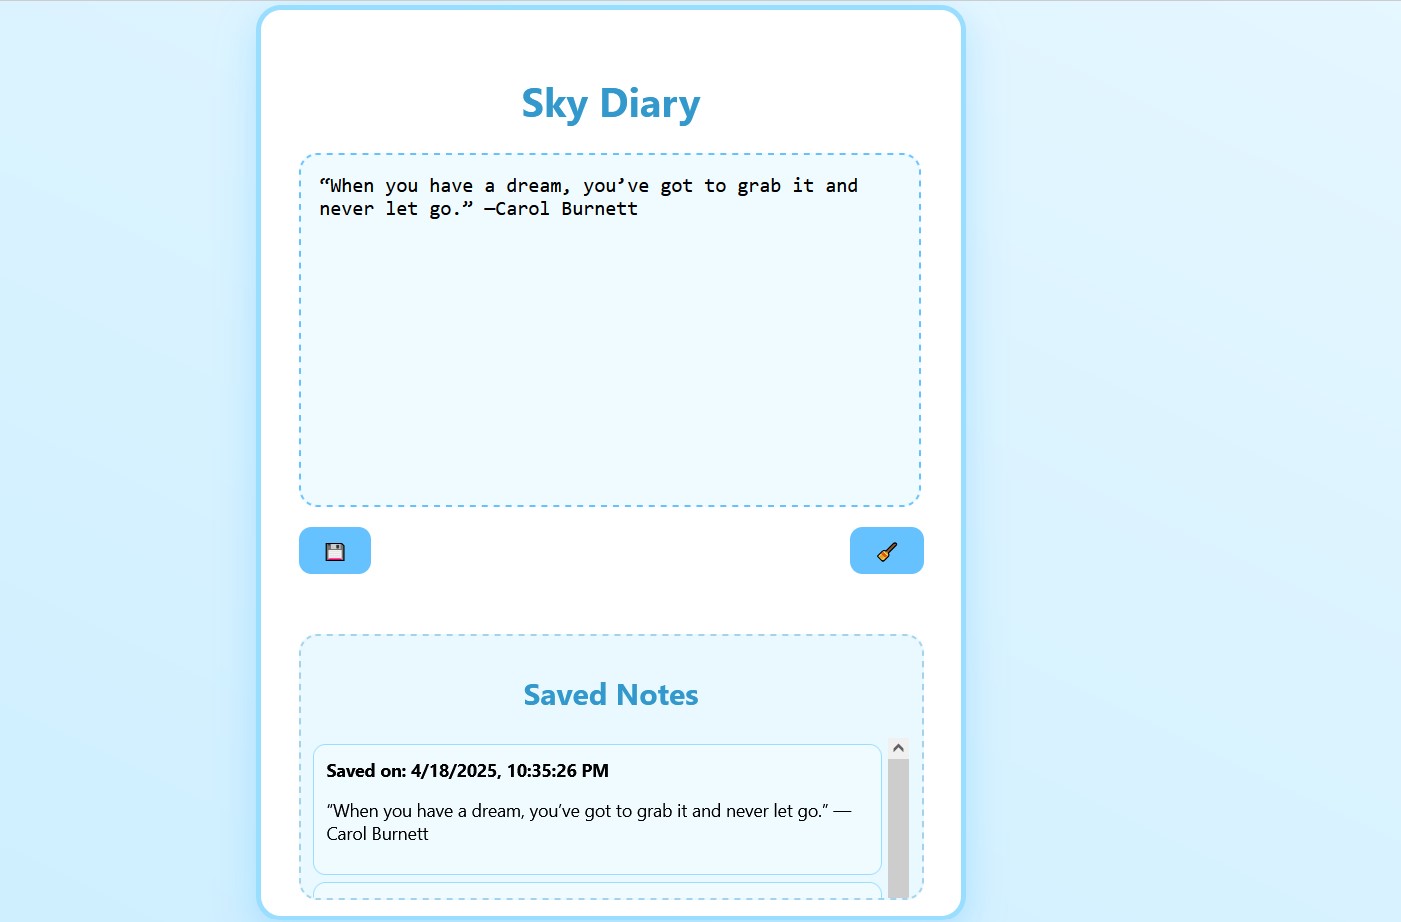 Sky Diary
“When you have a dream, you’ve got to grab it and
never let go.” —Carol Burnett
Saved Notes
Saved on: 4/18/2025, 10:35:26 PM
“When you have a dream, you’ve got to grab it and never let go.” —
Carol Burnett